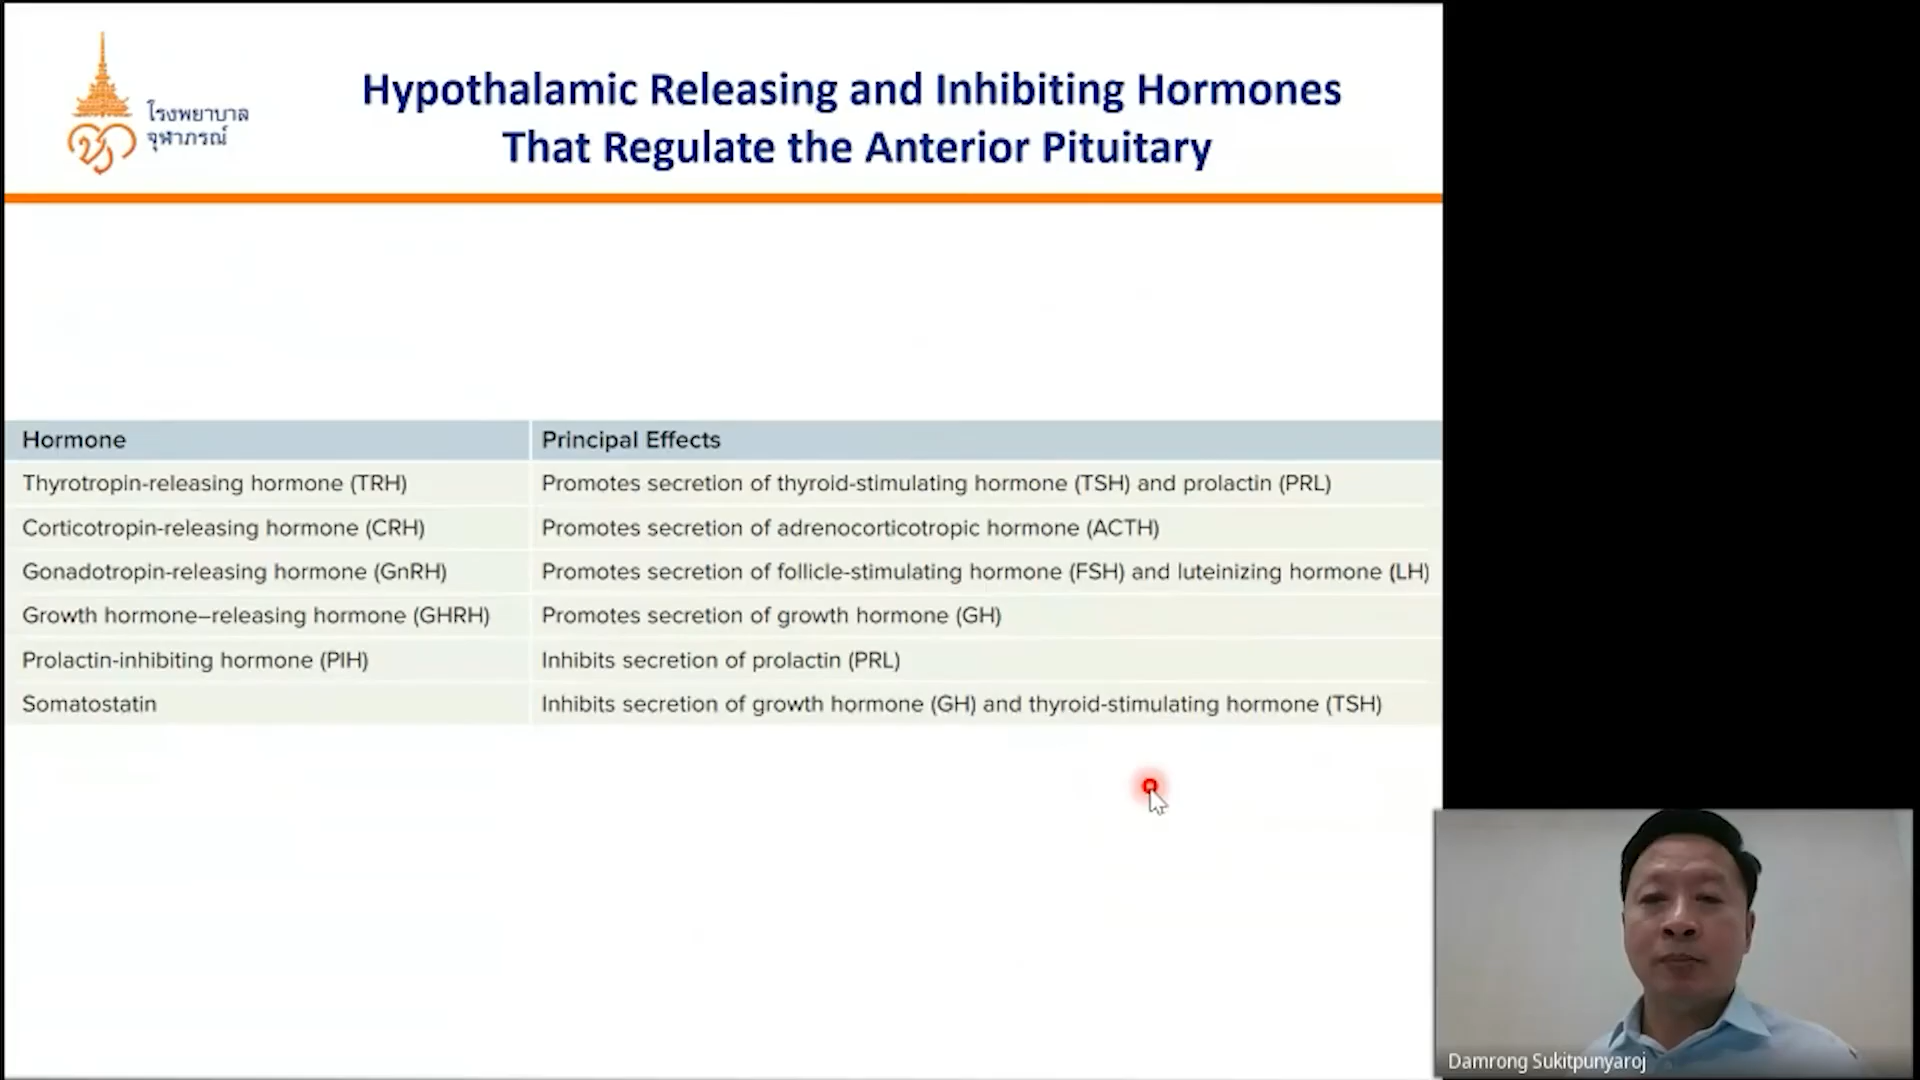 โรงพยาบาล
จุฬาภรณ์
Hypothalamic Releasing and Inhibiting Hormones
That Regulate the Anterior Pituitary
Hormone Principal Effects
Thyrotropin-releasing hormone (TRH) Promotes secretion of thyroid-stimulating hormone (TSH) and prolactin (PRL)
Corticotropin-releasing hormone (CRH) Promotes secretion of adrenocorticotropic hormone (ACTH)
Gonadotropin-releasing hormone (GnRH) Promotes secretion of follicle-stimulating hormone (FSH) and luteinizing hormone (LH)
Growth hormone–releasing hormone (GHRH) Promotes secretion of growth hormone (GH)
Prolactin-inhibiting hormone (PIH) Inhibits secretion of prolactin (PRL)
Somatostatin Inhibits secretion of growth hormone (GH) and thyroid-stimulating hormone (TSH)
Damrong Sukitpunyaroj